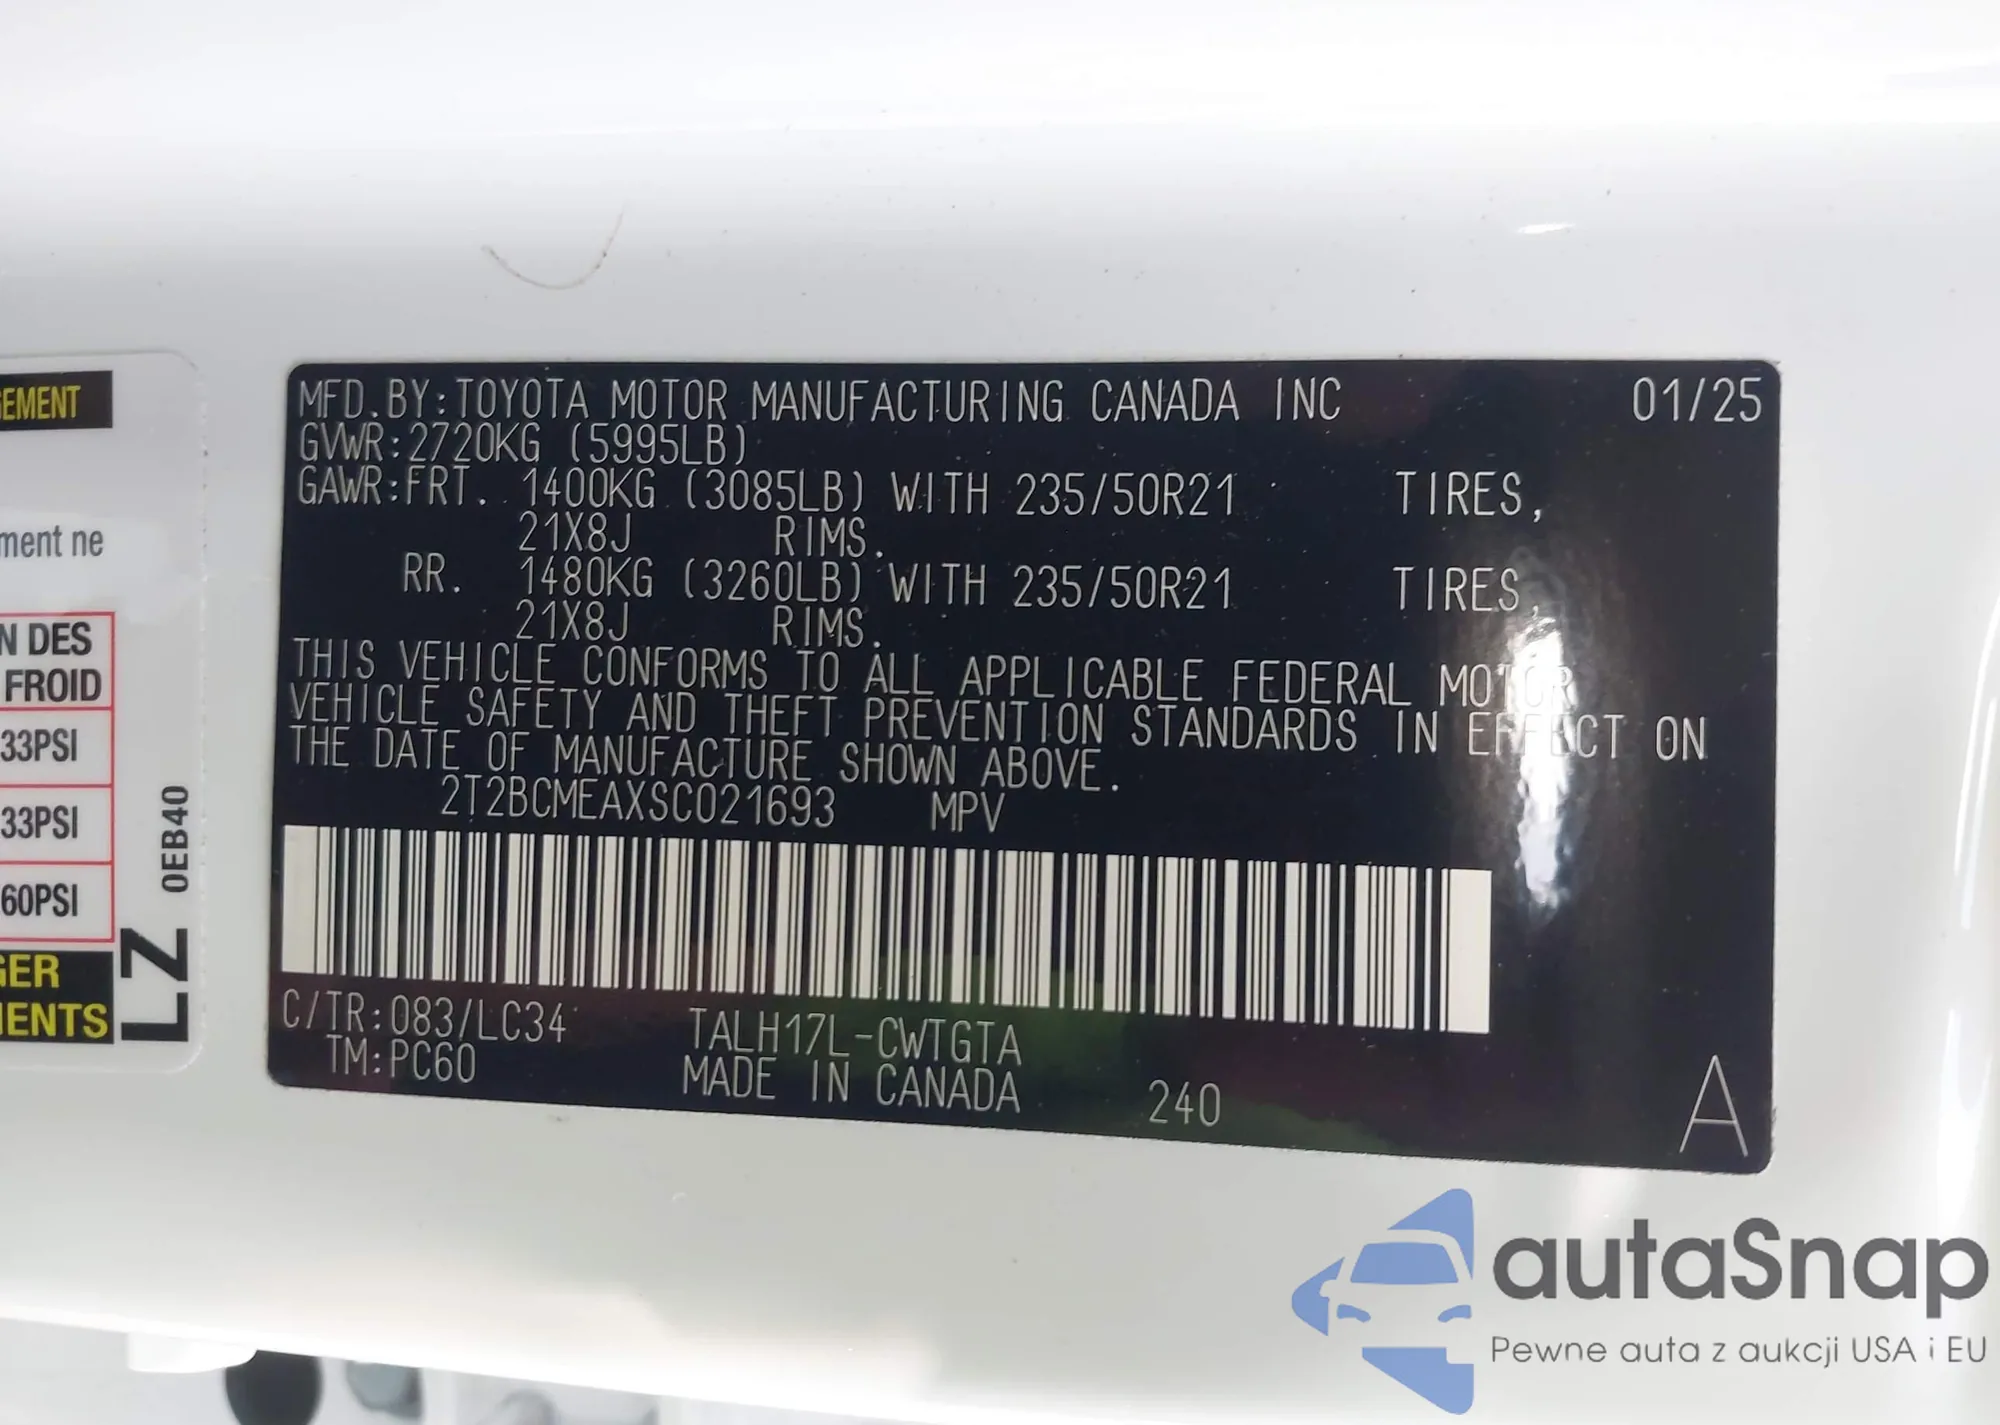 GEMENT
ment ne
N DES
FROID
33PSI
33PSI
60PSI
GER
MENTS
LZ 0EB40
MFD.BY:TOYOTA MOTOR MANUFACTURING CANADA INC 01/25
GVWR:2720KG (5995LB)
GAWR:FRT. 1400KG (3085LB) WITH 235/50R21 TIRES,
21X8J RIMS.
RR. 1480KG (3260LB) WITH 235/50R21 TIRES,
21X8J RIMS.
THIS VEHICLE CONFORMS TO ALL APPLICABLE FEDERAL MOTOR
VEHICLE SAFETY AND THEFT PREVENTION STANDARDS IN EFFECT ON
THE DATE OF MANUFACTURE SHOWN ABOVE.
2T2BCMEAXSC021693 MPV
C/TR:083/LC34 TALH17L-CWTGTA
TM:PC60 MADE IN CANADA 240 A
autaSnap
Pewne auta z aukcji USA i EU